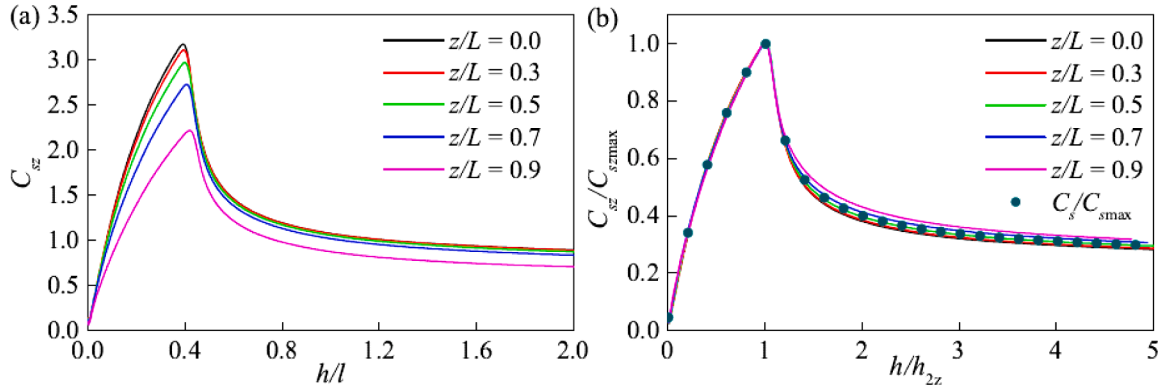 (a)
3.5
3.0
2.5
2.0
1.5
1.0
0.5
0.0
C_sz
z/L = 0.0
z/L = 0.3
z/L = 0.5
z/L = 0.7
z/L = 0.9
0.0 0.4 0.8 1.2 1.6 2.0
h/l
(b)
1.0
0.8
0.6
0.4
0.2
0.0
C_sz/C_szmax
z/L = 0.0
z/L = 0.3
z/L = 0.5
z/L = 0.7
z/L = 0.9
C_s/C_smax
0 1 2 3 4 5
h/h_2z